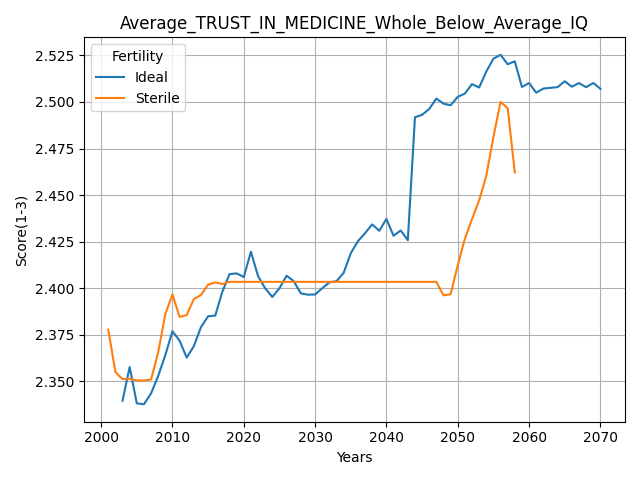 Average_TRUST_IN_MEDICINE_Whole_Below_Average_IQ
Fertility
Ideal
Sterile
Score(1-3)
2.525
2.500
2.475
2.450
2.425
2.400
2.375
2.350
2000 2010 2020 2030 2040 2050 2060 2070
Years